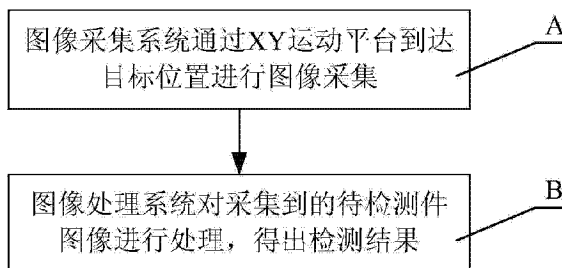 图像采集系统通过XY运动平台到达
目标位置进行图像采集
A
图像处理系统对采集到的待检测件
图像进行处理，得出检测结果
B